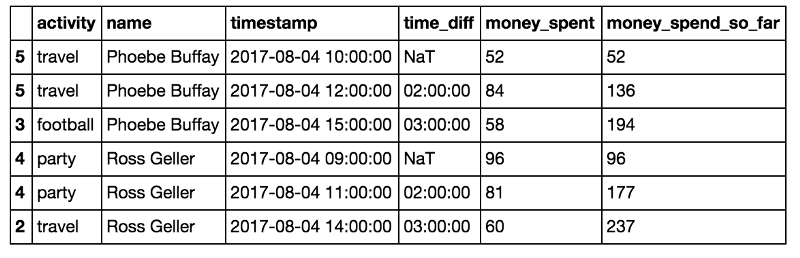 activity name timestamp time_diff money_spent money_spend_so_far
5 travel Phoebe Buffay 2017-08-04 10:00:00 NaT 52 52
5 travel Phoebe Buffay 2017-08-04 12:00:00 02:00:00 84 136
3 football Phoebe Buffay 2017-08-04 15:00:00 03:00:00 58 194
4 party Ross Geller 2017-08-04 09:00:00 NaT 96 96
4 party Ross Geller 2017-08-04 11:00:00 02:00:00 81 177
2 travel Ross Geller 2017-08-04 14:00:00 03:00:00 60 237